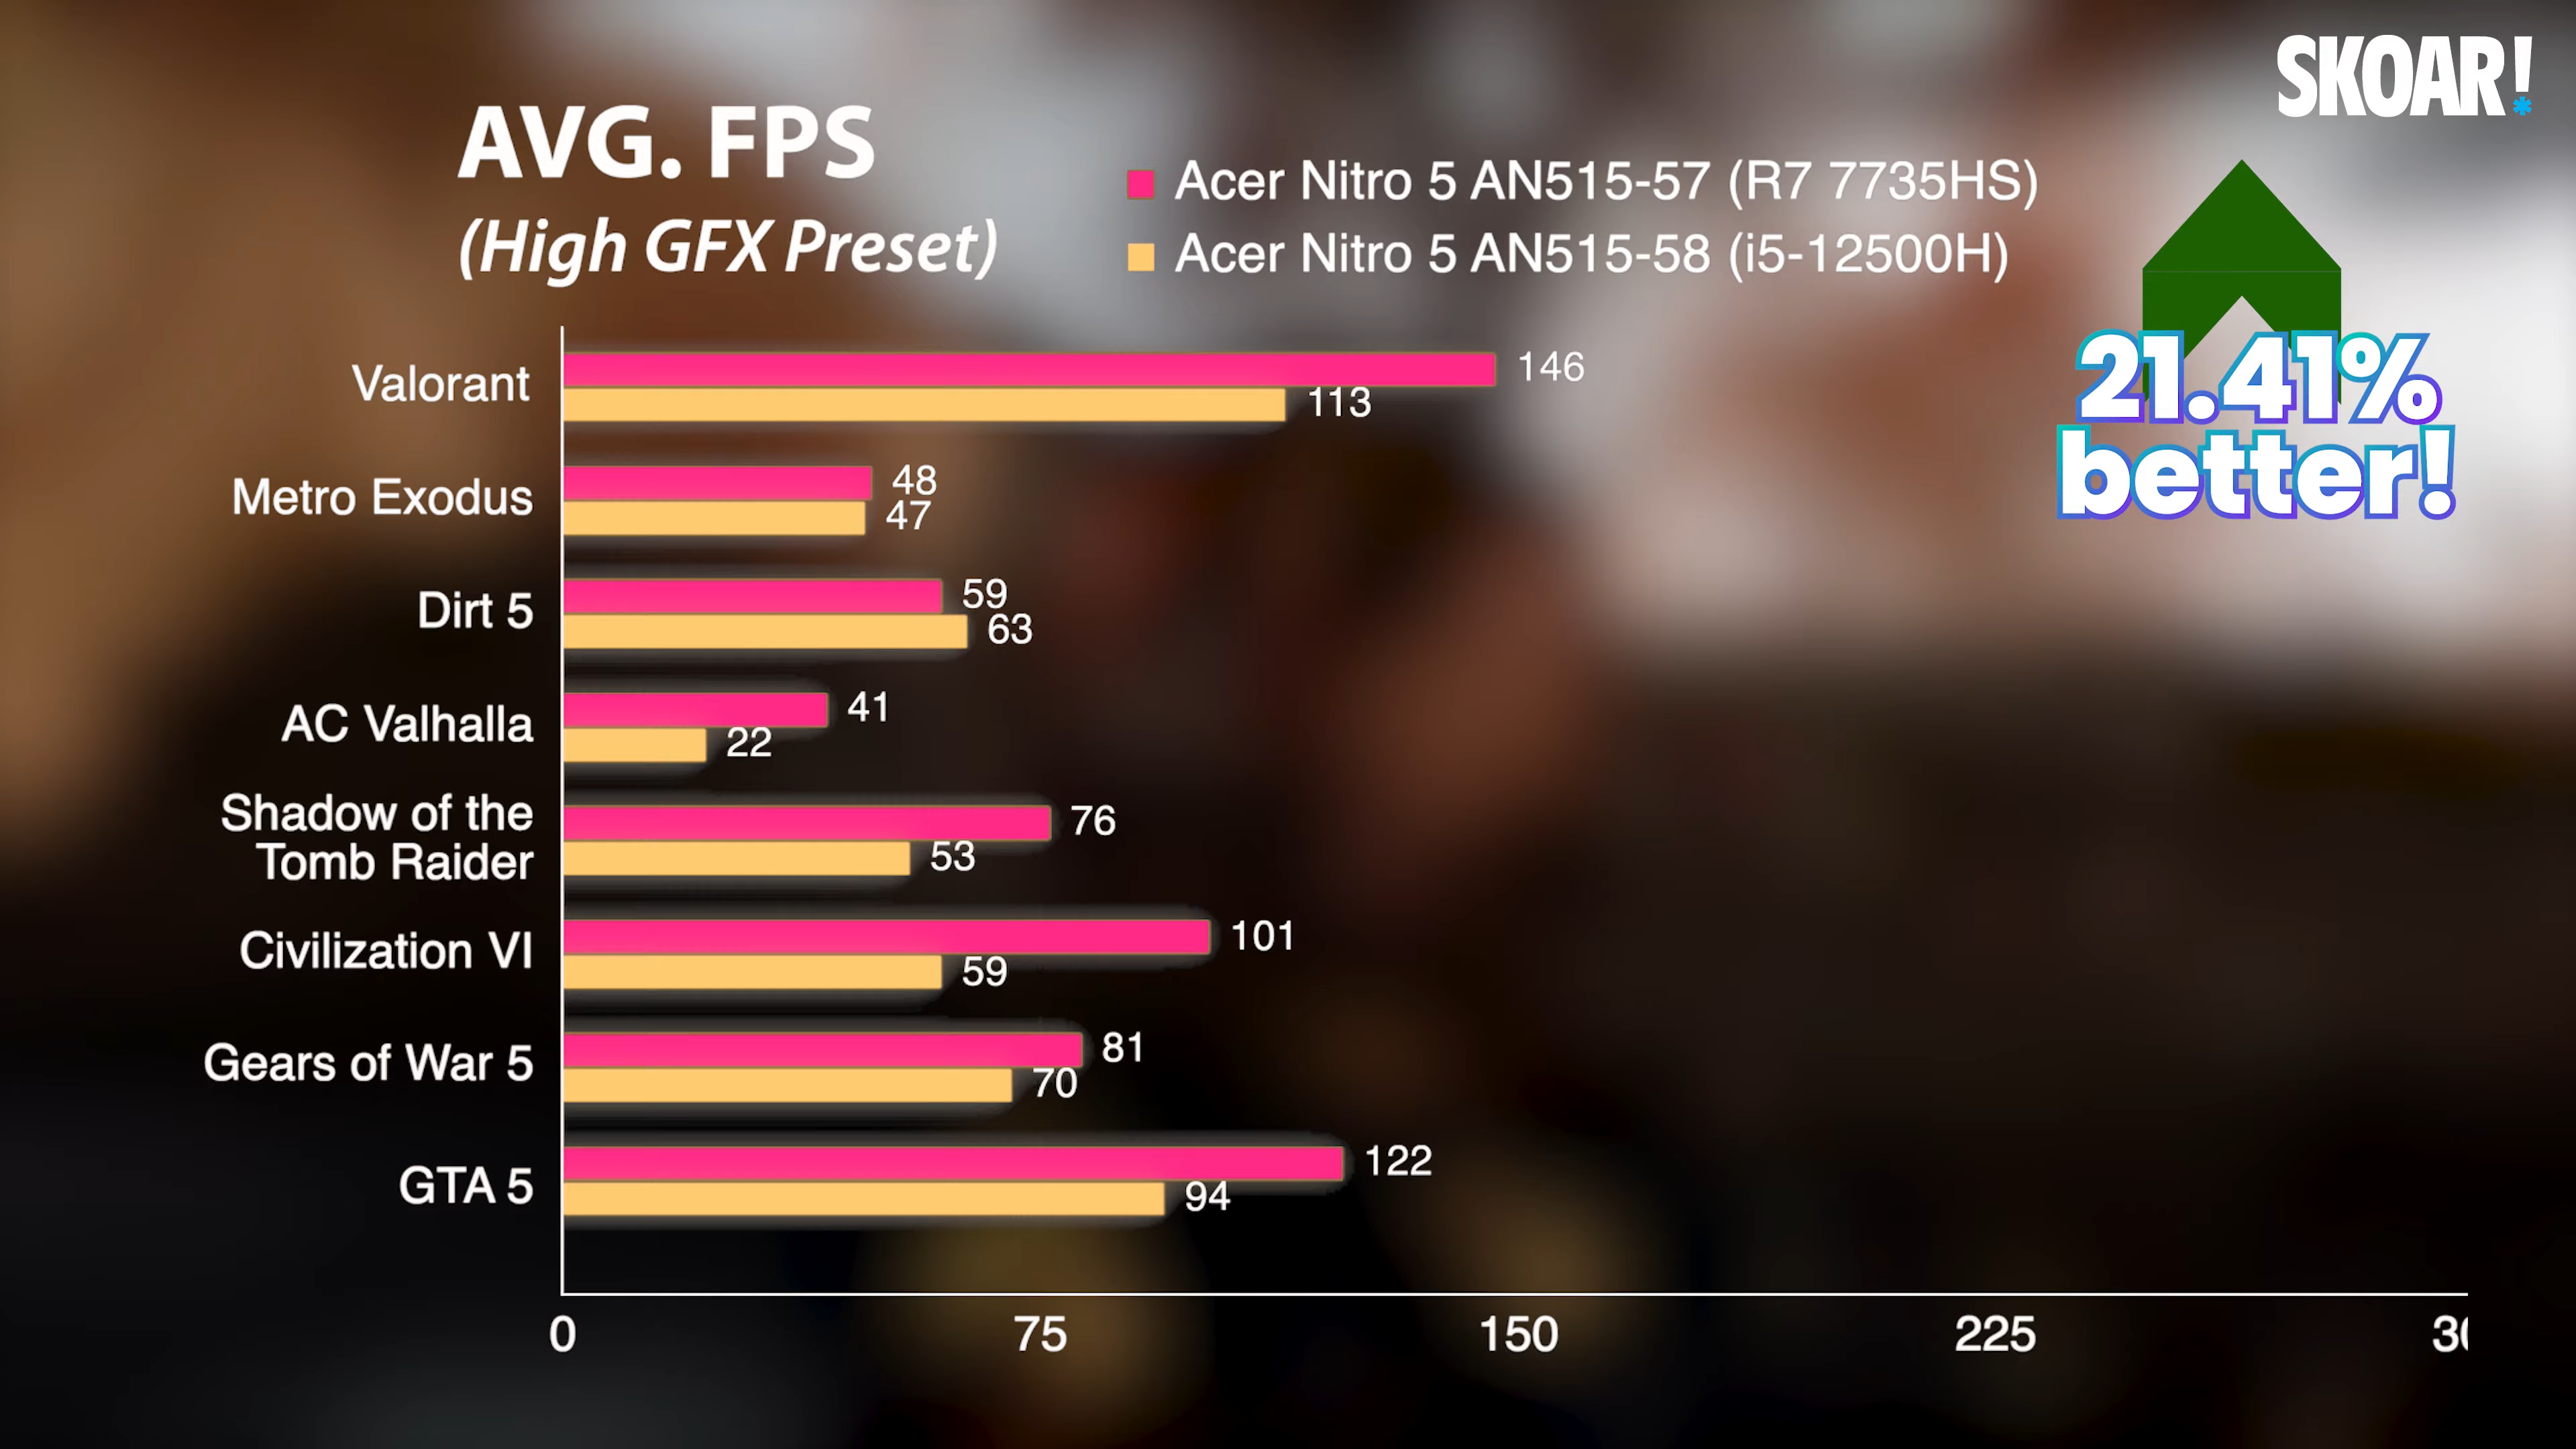 SKOAR!*
AVG. FPS
(High GFX Preset)
Acer Nitro 5 AN515-57 (R7 7735HS)
Acer Nitro 5 AN515-58 (i5-12500H)
21.41%
better!
Valorant
146
113
Metro Exodus
48
47
Dirt 5
59
63
AC Valhalla
41
22
Shadow of the
Tomb Raider
76
53
Civilization VI
101
59
Gears of War 5
81
70
GTA 5
122
94
0 75 150 225